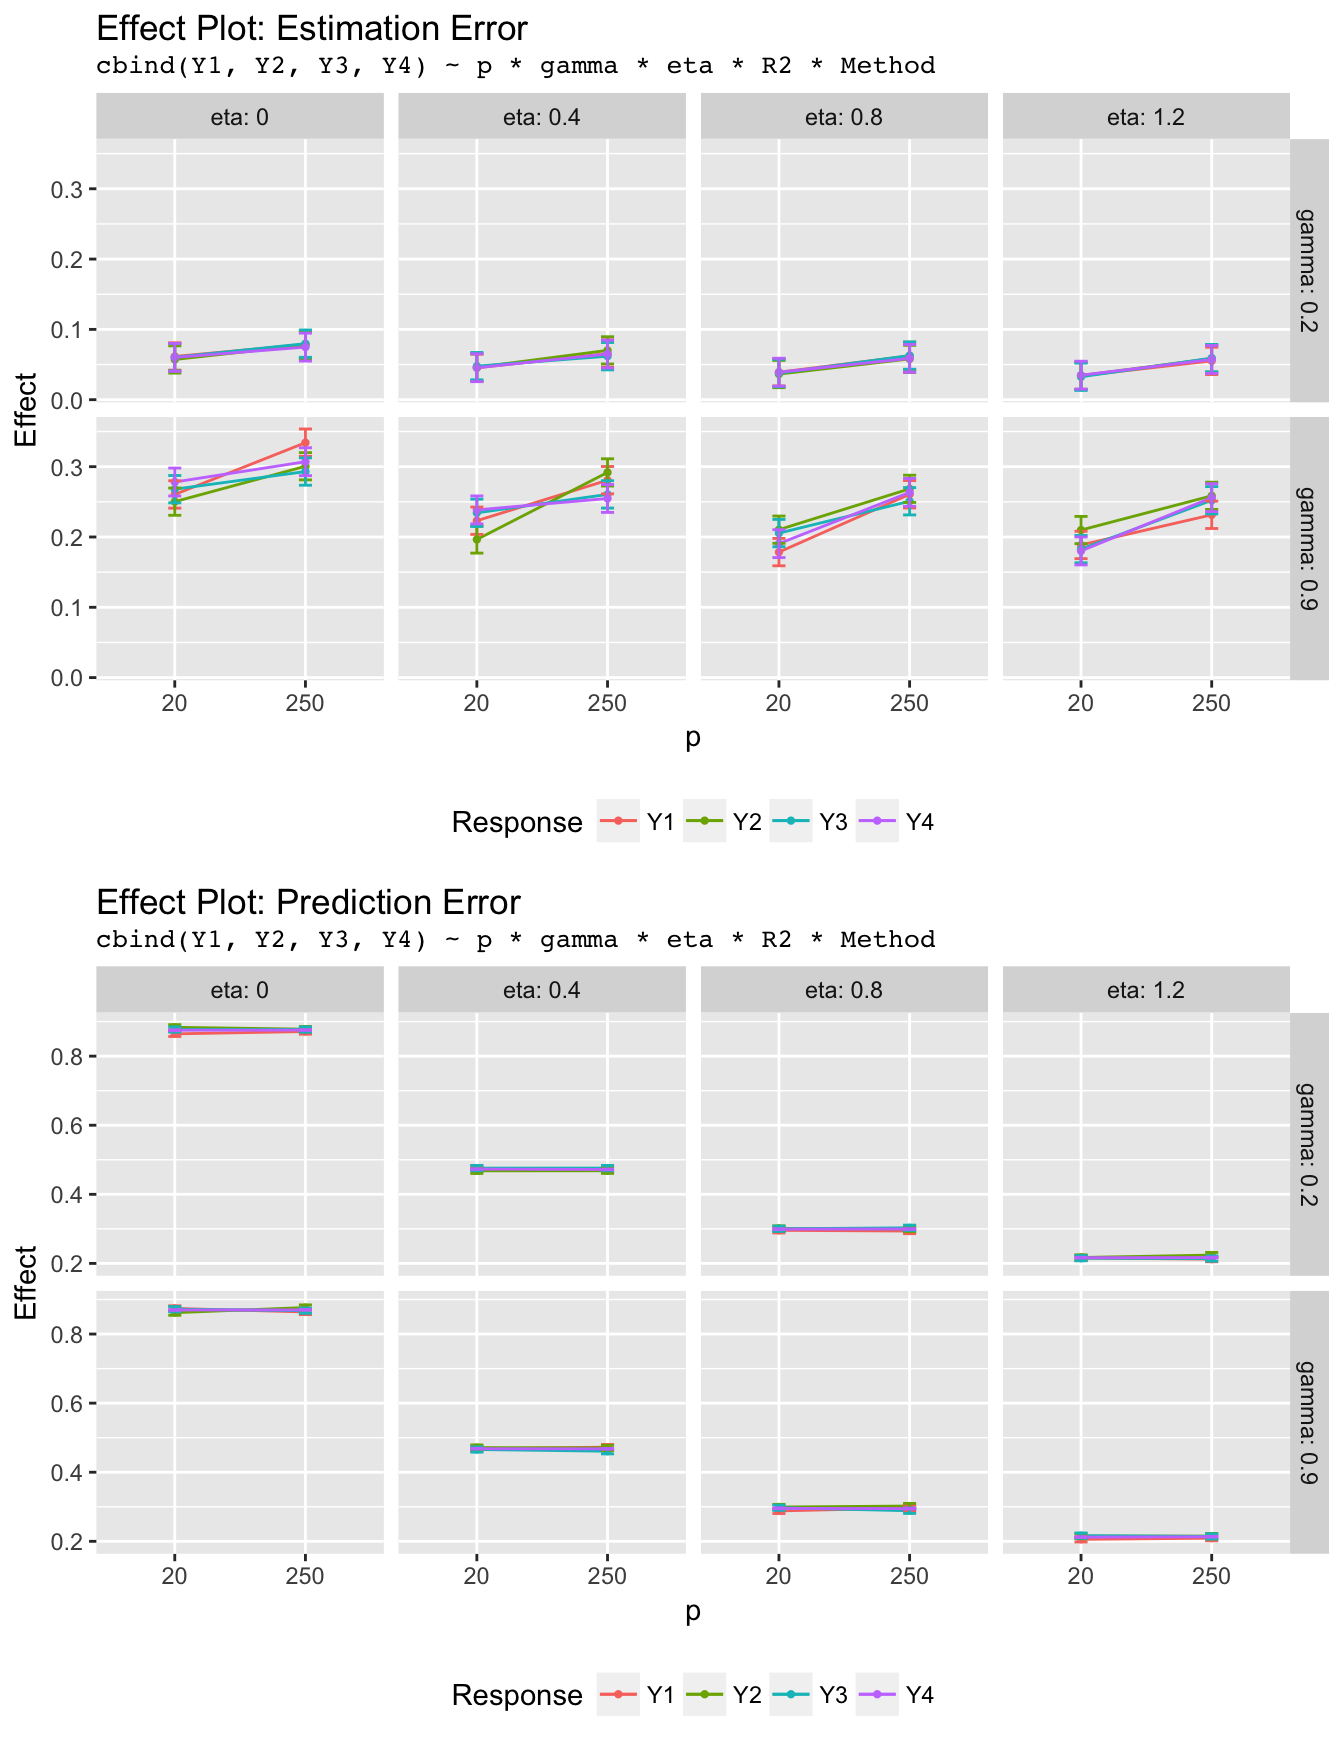 Effect Plot: Estimation Error
cbind(Y1, Y2, Y3, Y4) ~ p * gamma * eta * R2 * Method
eta: 0 eta: 0.4 eta: 0.8 eta: 1.2
0.3
0.2
0.1
0.0
gamma: 0.2
Effect
0.3
0.2
0.1
0.0
gamma: 0.9
20 250 20 250 20 250 20 250
p
Response Y1 Y2 Y3 Y4
Effect Plot: Prediction Error
cbind(Y1, Y2, Y3, Y4) ~ p * gamma * eta * R2 * Method
eta: 0 eta: 0.4 eta: 0.8 eta: 1.2
0.8
0.6
0.4
0.2
gamma: 0.2
Effect
0.8
0.6
0.4
0.2
gamma: 0.9
20 250 20 250 20 250 20 250
p
Response Y1 Y2 Y3 Y4